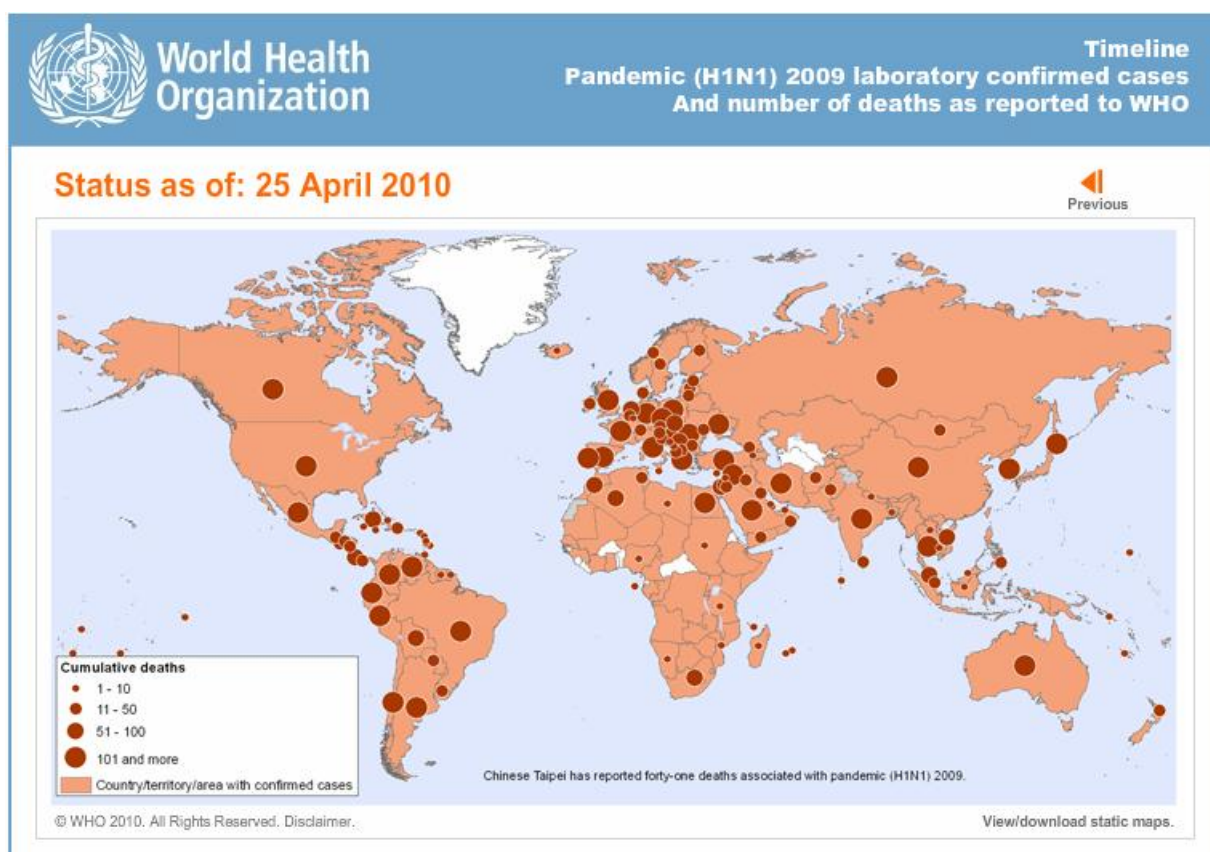 World Health
Organization
Timeline
Pandemic (H1N1) 2009 laboratory confirmed cases
And number of deaths as reported to WHO
Status as of: 25 April 2010
Previous
Cumulative deaths
1 - 10
11 - 50
51 - 100
101 and more
Country/territory/area with confirmed cases
Chinese Taipei has reported forty-one deaths associated with pandemic (H1N1) 2009.
© WHO 2010. All Rights Reserved. Disclaimer.
View/download static maps.